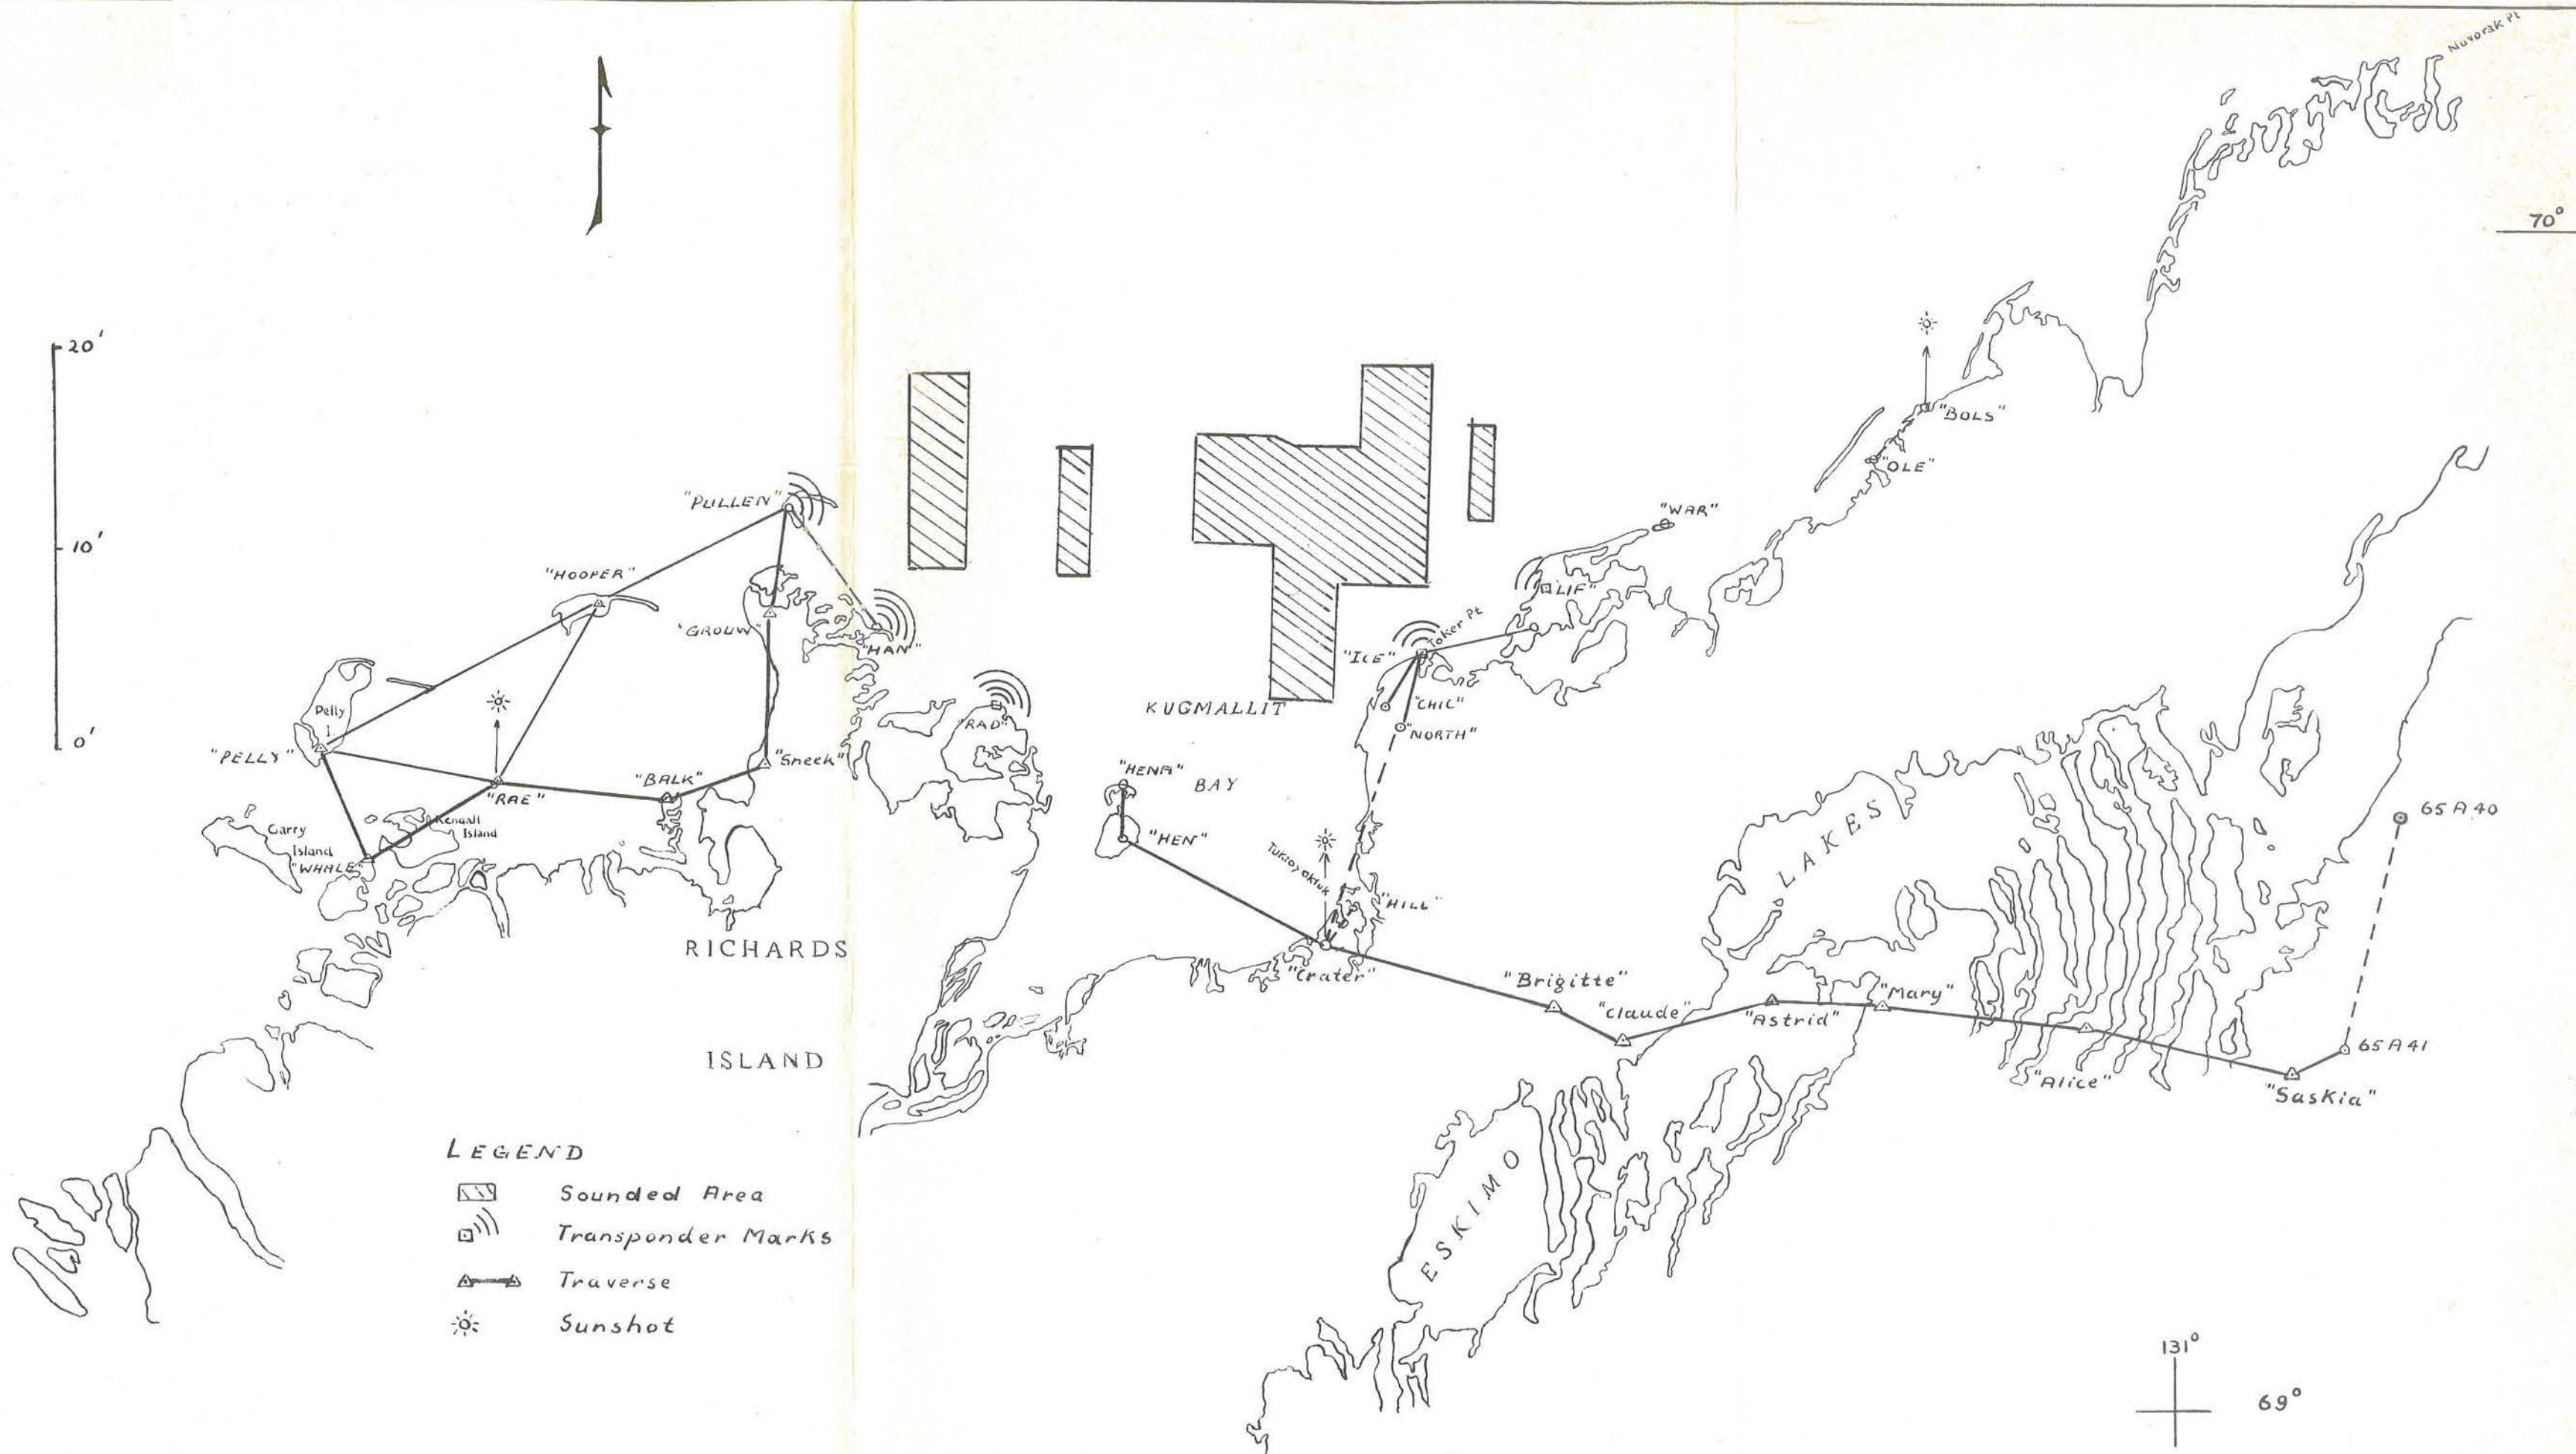 Nuvorak Pt
70°
20'
10'
0'
"BOLS"
"OLE"
"PULLEN"
"WAR"
"HOOPER"
"LIF"
"GROUW"
"HAN"
Toker Pt
"ICE"
Pelly
I.
"CHIL"
"RAD"
KUGMALLIT
"NORTH"
"PELLY"
"Sneek"
"HENA"
BAY
"BALK"
"RAE"
65 A 40
Kendall
Island
Garry
Island
"WHALE"
"HEN"
Tuktoyaktuk
LAKES
"HILL"
RICHARDS
"Crater"
"Brigitte"
"Claude"
"Astrid"
"Mary"
65 A 41
ISLAND
"Alice"
"Saskia"
ESKIMO
LEGEND
Sounded Area
Transponder Marks
Traverse
Sunshot
131°
69°